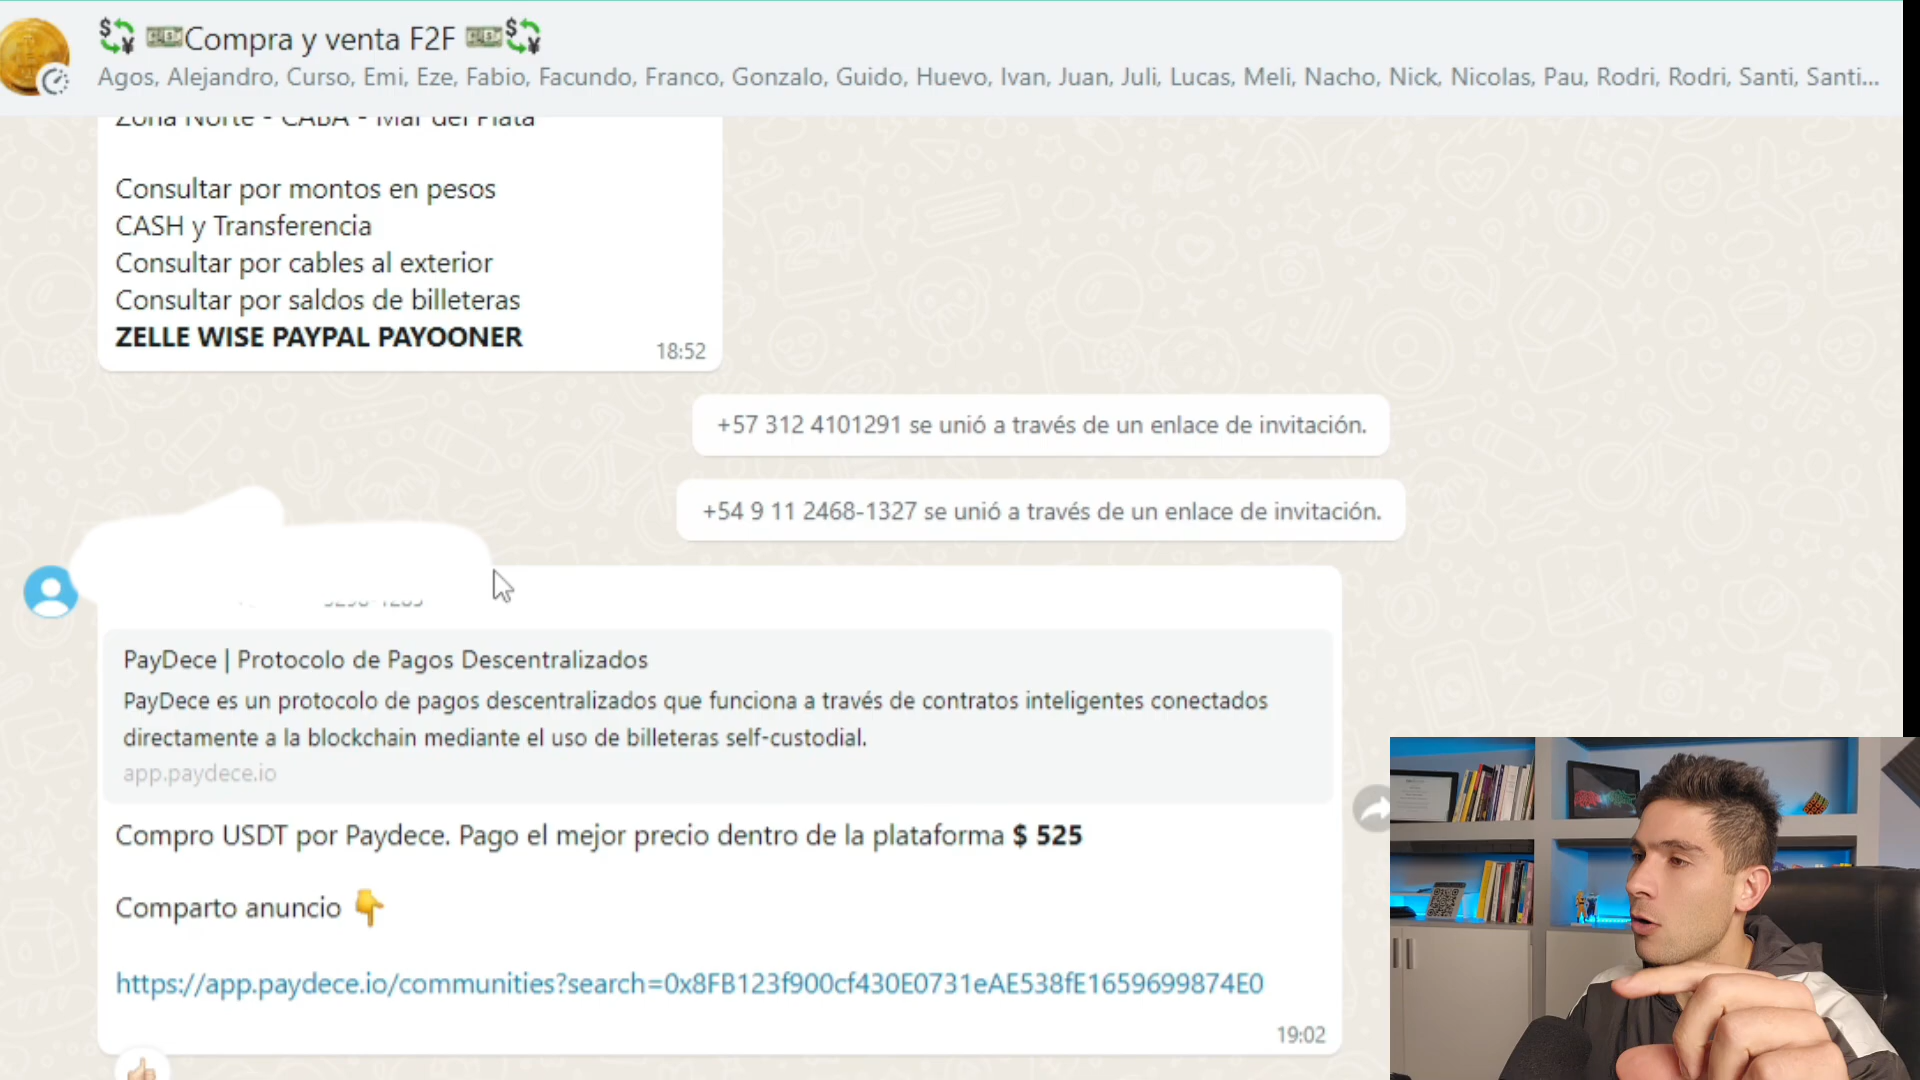 Compra y venta F2F
Agos, Alejandro, Curso, Emi, Eze, Fabio, Facundo, Franco, Gonzalo, Guido, Huevo, Ivan, Juan, Juli, Lucas, Meli, Nacho, Nick, Nicolas, Pau, Rodri, Rodri, Santi, Santi...
Zona Norte - CABA - Mar del Plata
Consultar por montos en pesos
CASH y Transferencia
Consultar por cables al exterior
Consultar por saldos de billeteras
ZELLE WISE PAYPAL PAYOONER
18:52
+57 312 4101291 se unió a través de un enlace de invitación.
+54 9 11 2468-1327 se unió a través de un enlace de invitación.
PayDece | Protocolo de Pagos Descentralizados
PayDece es un protocolo de pagos descentralizados que funciona a través de contratos inteligentes conectados
directamente a la blockchain mediante el uso de billeteras self-custodial.
app.paydece.io
Compro USDT por Paydece. Pago el mejor precio dentro de la plataforma $ 525
Comparto anuncio 👇
https://app.paydece.io/communities?search=0x8FB123f900cf430E0731eAE538fE1659699874E0
19:02